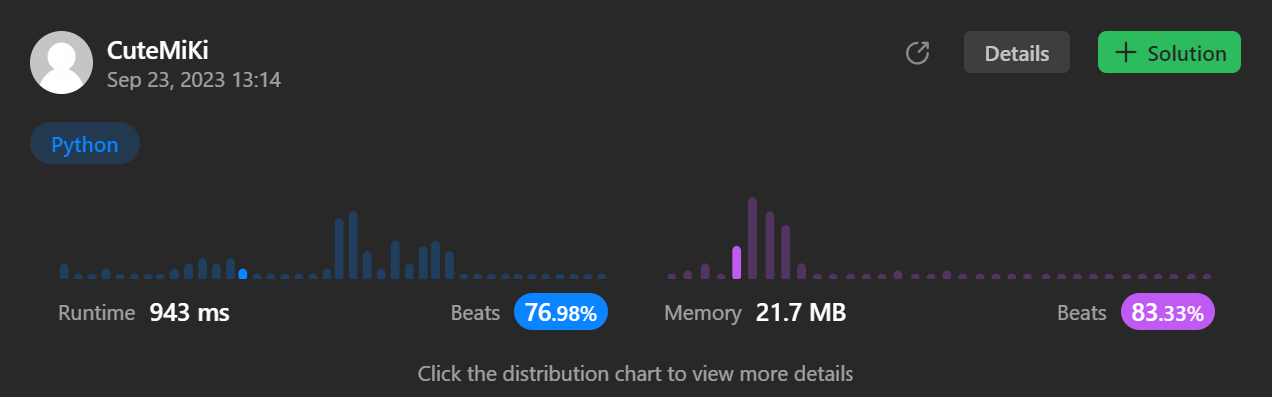 CuteMiKi
Sep 23, 2023 13:14
Details
Solution
Python
Runtime 943 ms
Beats 76.98%
Memory 21.7 MB
Beats 83.33%
Click the distribution chart to view more details